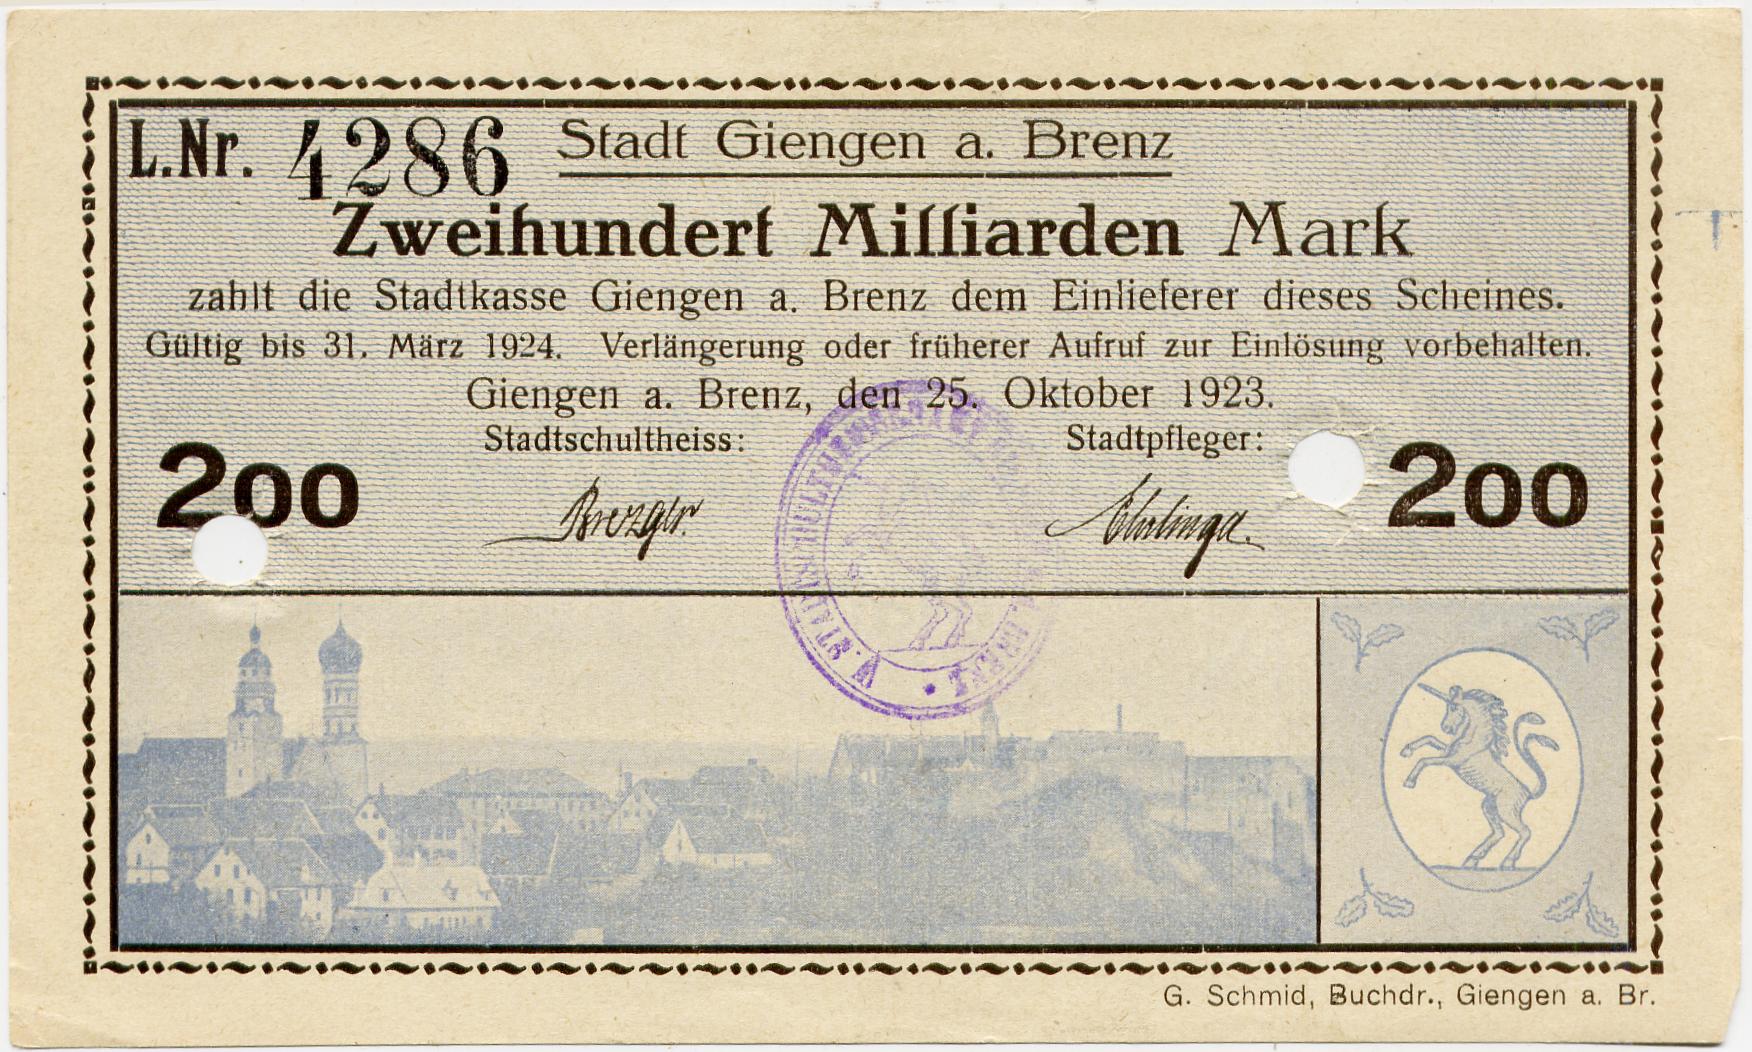 L.Nr. 4286 Stadt Giengen a. Brenz
Zweihundert Milliarden Mark
zahlt die Stadtkasse Giengen a. Brenz dem Einlieferer dieses Scheines.
Gültig bis 31. März 1924. Verlängerung oder früherer Aufruf zur Einlösung vorbehalten.
Giengen a. Brenz, den 25. Oktober 1923.
Stadtschultheiss: Stadtpfleger:
200 200
Brezger.
G. Schmid, Buchdr., Giengen a. Br.